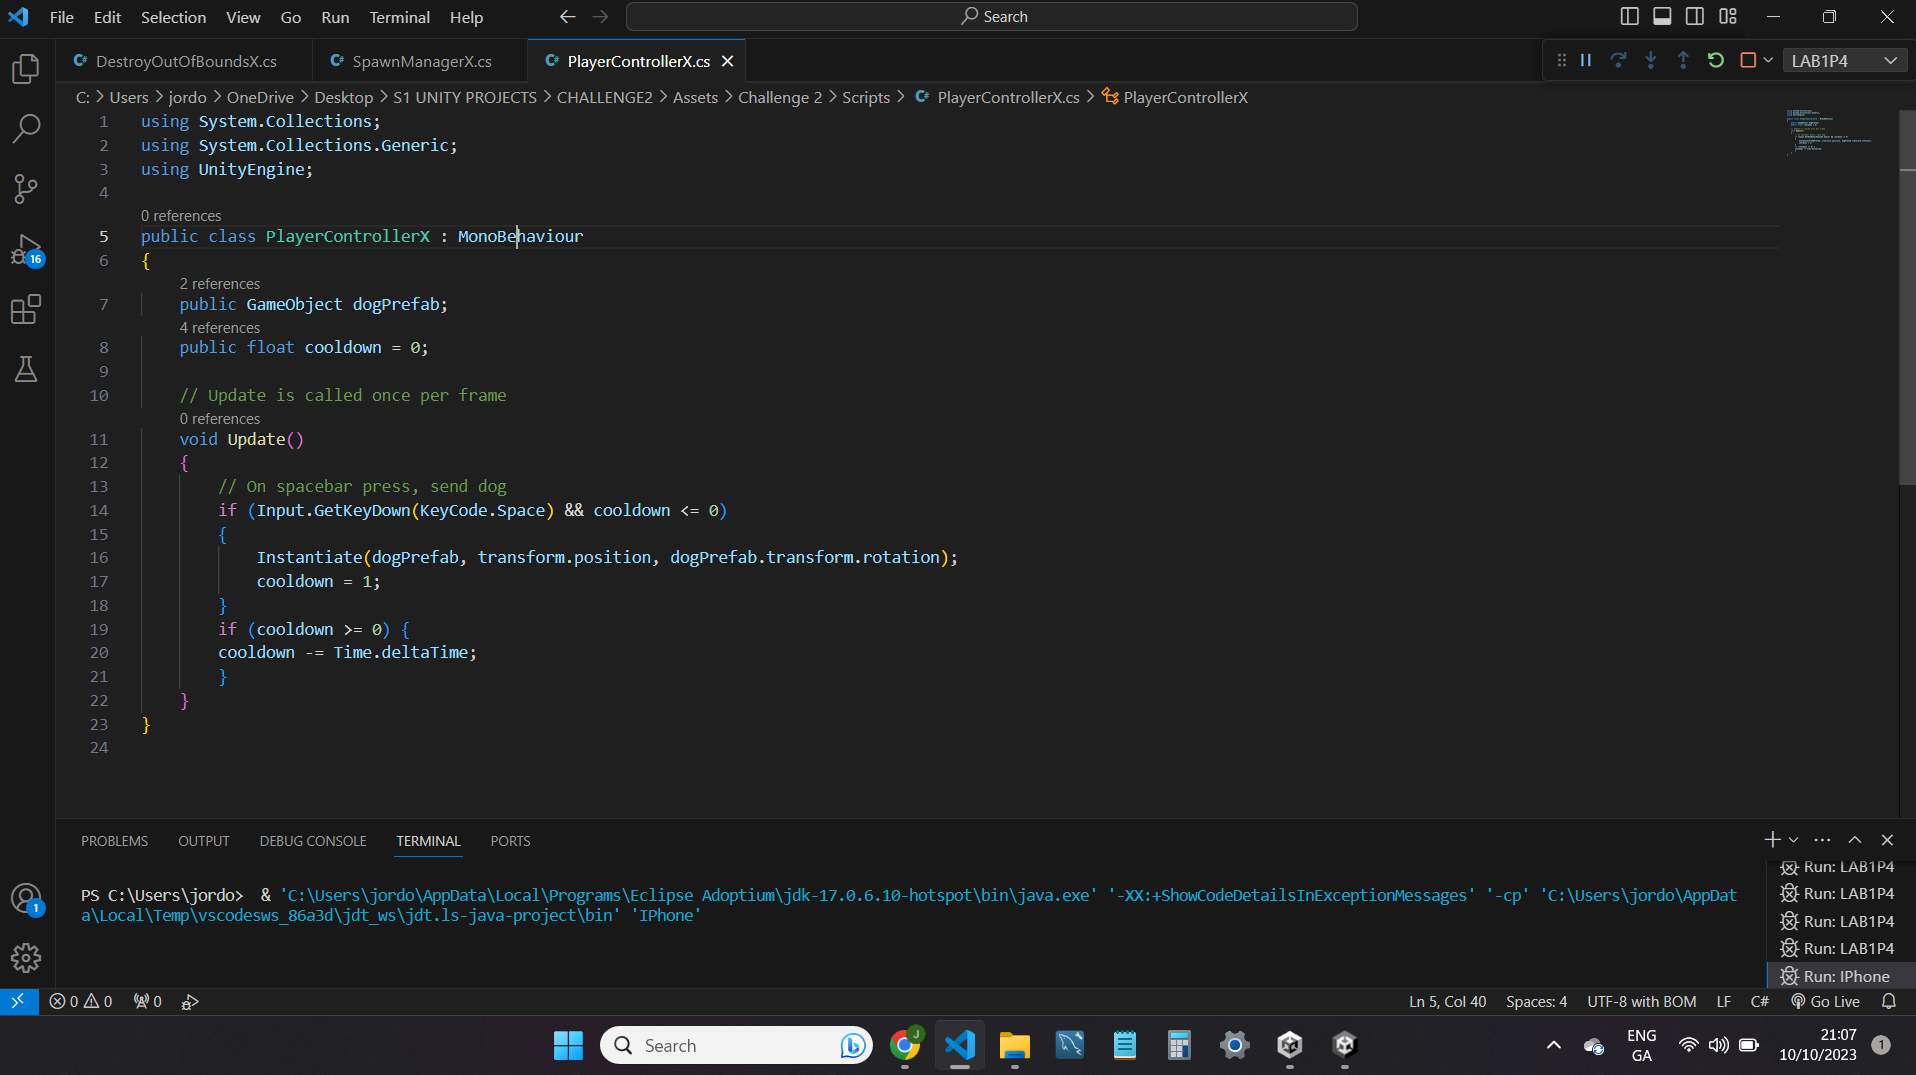 File Edit Selection View Go Run Terminal Help
Search
DestroyOutOfBoundsX.cs
SpawnManagerX.cs
PlayerControllerX.cs
LAB1P4
C: > Users > jordo > OneDrive > Desktop > S1 UNITY PROJECTS > CHALLENGE2 > Assets > Challenge 2 > Scripts > PlayerControllerX.cs > PlayerControllerX
1 using System.Collections;
2 using System.Collections.Generic;
3 using UnityEngine;
4
0 references
5 public class PlayerControllerX : MonoBehaviour
6 {
2 references
7 public GameObject dogPrefab;
4 references
8 public float cooldown = 0;
9
10 // Update is called once per frame
0 references
11 void Update()
12 {
13 // On spacebar press, send dog
14 if (Input.GetKeyDown(KeyCode.Space) && cooldown <= 0)
15 {
16 Instantiate(dogPrefab, transform.position, dogPrefab.transform.rotation);
17 cooldown = 1;
18 }
19 if (cooldown >= 0) {
20 cooldown -= Time.deltaTime;
21 }
22 }
23 }
24
16
1
PROBLEMS OUTPUT DEBUG CONSOLE TERMINAL PORTS
PS C:\Users\jordo>  & 'C:\Users\jordo\AppData\Local\Programs\Eclipse Adoptium\jdk-17.0.6.10-hotspot\bin\java.exe' '-XX:+ShowCodeDetailsInExceptionMessages' '-cp' 'C:\Users\jordo\AppDat
a\Local\Temp\vscodesws_86a3d\jdt_ws\jdt.ls-java-project\bin' 'IPhone'
Run: LAB1P4
Run: LAB1P4
Run: LAB1P4
Run: LAB1P4
Run: IPhone
0 0 0
Ln 5, Col 40 Spaces: 4 UTF-8 with BOM LF C# Go Live
Search
J
ENG
GA
21:07
10/10/2023
1